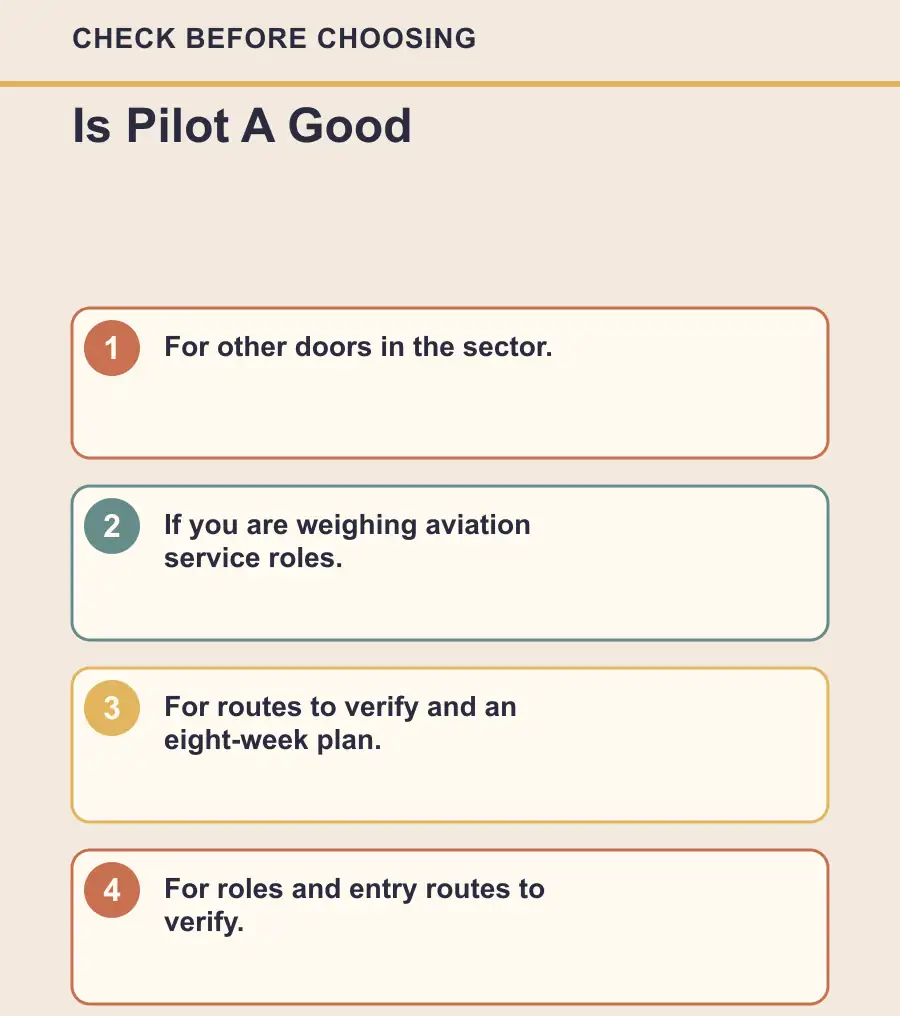 CHECK BEFORE CHOOSING
Is Pilot A Good
1
For other doors in the sector.
2
If you are weighing aviation
service roles.
3
For routes to verify and an
eight-week plan.
4
For roles and entry routes to
verify.